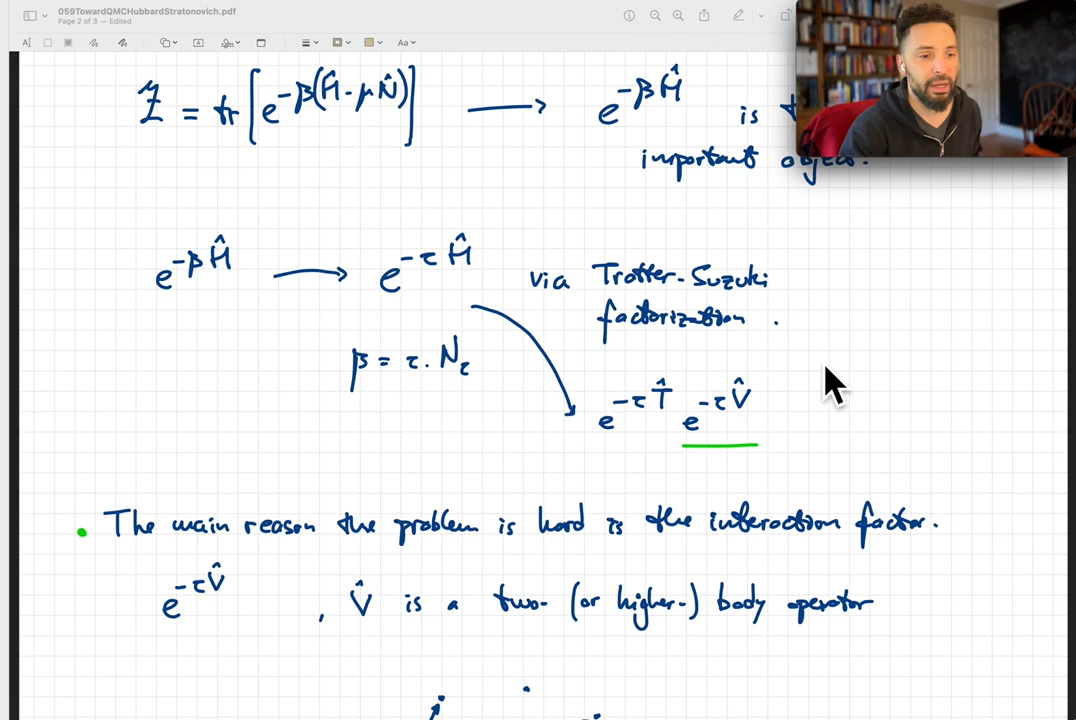 059TowardQMCHubbardStratonovich.pdf
Page 2 of 3 — Edited
Z = tr[e^{-β(Ĥ-μN̂)}] → e^{-βĤ} is
important object.
e^{-βĤ} → e^{-τĤ} via Trotter-Suzuki
factorization.
β = τ. N_τ
e^{-τT̂} e^{-τV̂}
. The main reason the problem is hard is the interaction factor.
e^{-τV̂} , V̂ is a two- (or higher-) body operator